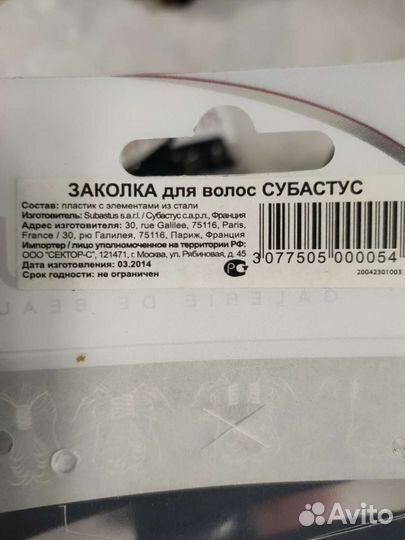 ЗАКОЛКА для волос СУБАСТУС
Состав: пластик с элементами из стали
Изготовитель: Subastus s.a.r.l. / Субастус с.а.р.л., Франция
Адрес изготовителя: 30, rue Galilee, 75116, Paris,
France / 30, рю Галилея, 75116, Париж, Франция
Импортер / лицо уполномоченное на территории РФ:
ООО "СЕКТОР-С", 121471, г. Москва, ул. Рябиновая, д. 45
Дата изготовления: 03.2014
Срок годности: не ограничен
3 077505 000054
20042301003
GALERIE DE BEAU
Avito